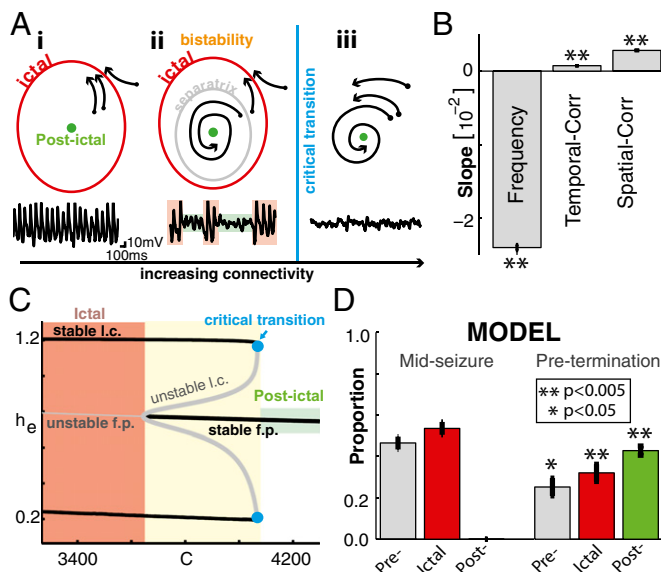 A
i
ii
bistability
iii
B
ictal
Post-ictal
ictal
separatrix
critical transition
10mV
100ms
increasing connectivity
Slope [10⁻²]
0
-2
**
**
**
Frequency
Temporal-Corr
Spatial-Corr
C
Ictal
stable l.c.
critical transition
unstable l.c.
Post-ictal
unstable f.p.
stable f.p.
1.2
hₑ
0.2
3400
C
4200
D
MODEL
Mid-seizure
Pre-termination
** p<0.005
* p<0.05
Proportion
1.0
0.6
0.2
0
*
**
**
Pre-
Ictal
Post-
Pre-
Ictal
Post-